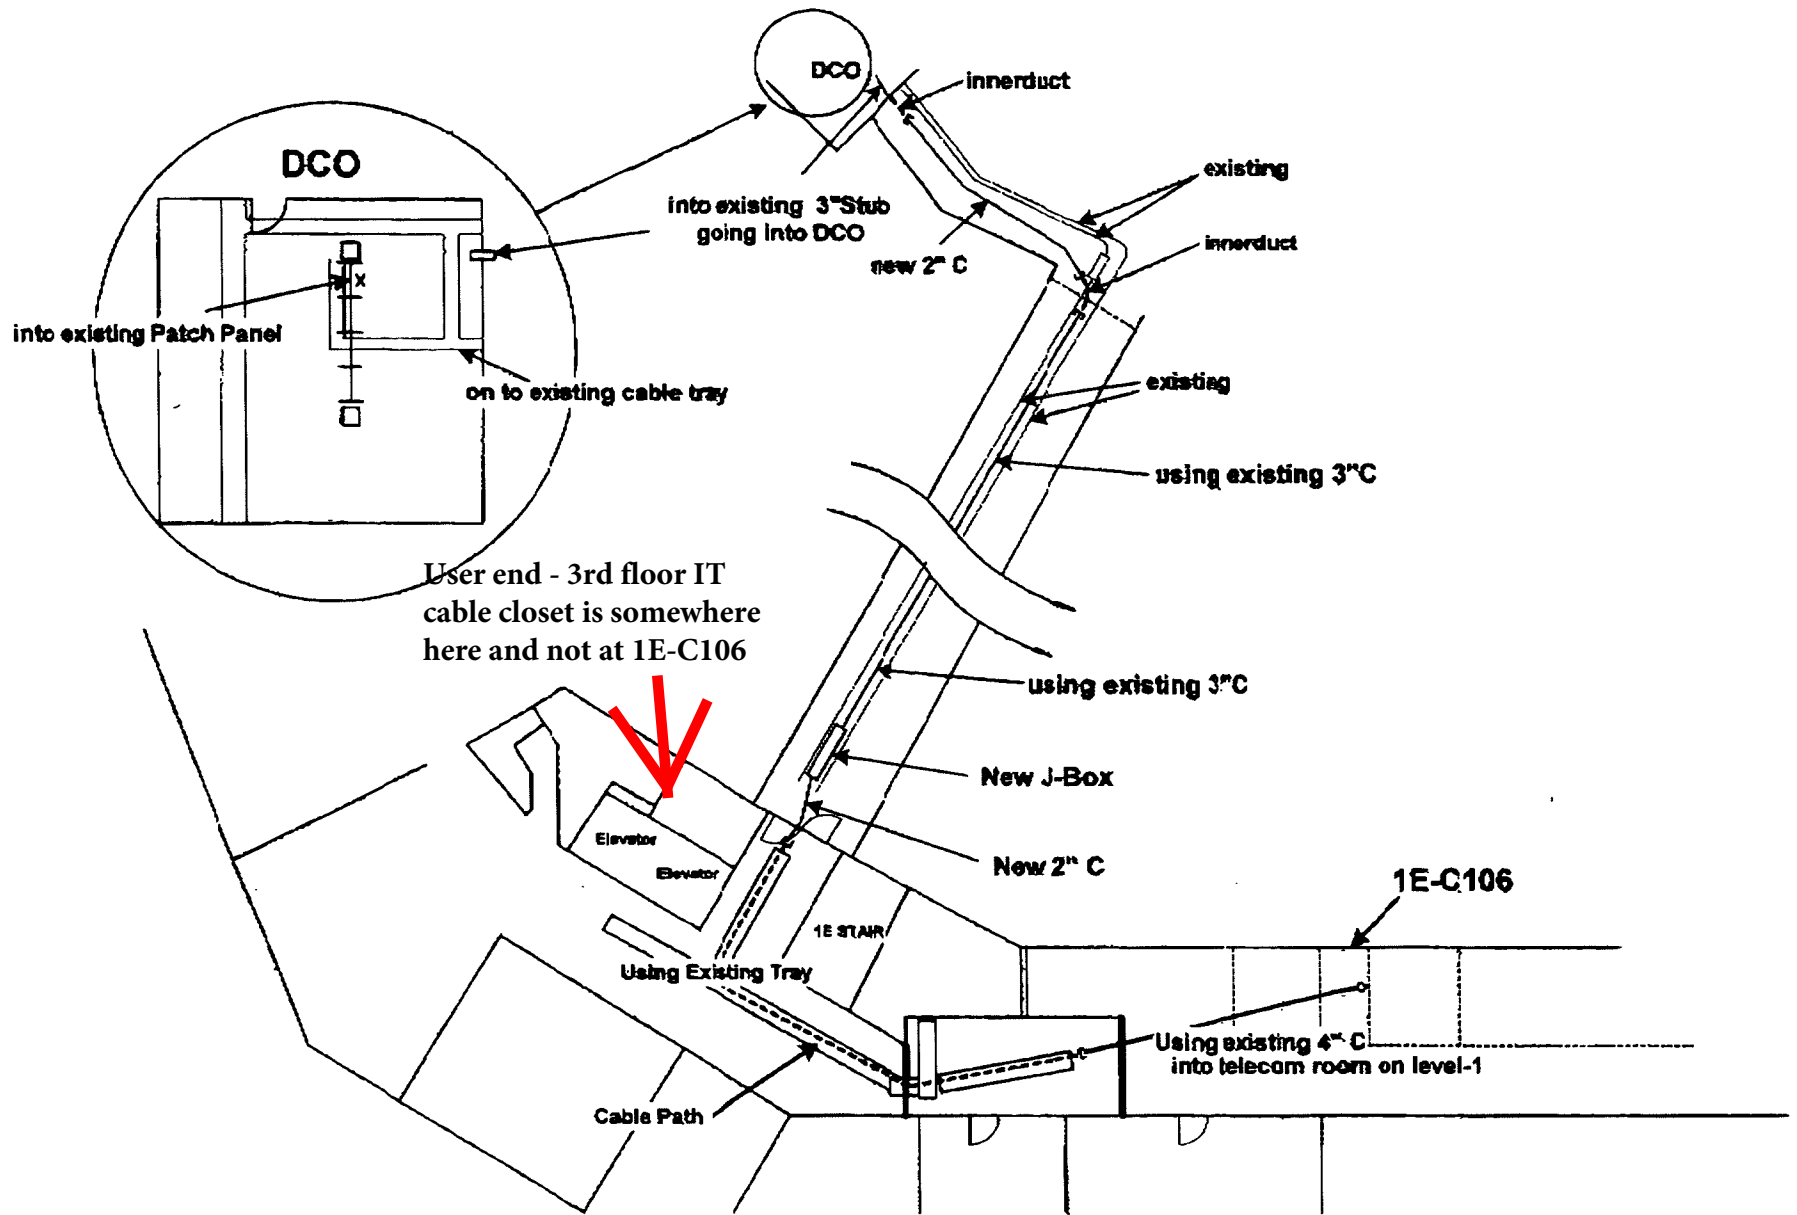 DCO
innerduct
DCO
existing
into existing 3"Stub
going into DCO
innerduct
new 2" C
X
into existing Patch Panel
existing
on to existing cable tray
using existing 3"C
User end - 3rd floor IT
cable closet is somewhere
here and not at 1E-C106
using existing 3"C
New J-Box
Elevator
Elevator
New 2" C
1E-C106
1E STAIR
Using Existing Tray
Using existing 4" C
into telecom room on level-1
Cable Path